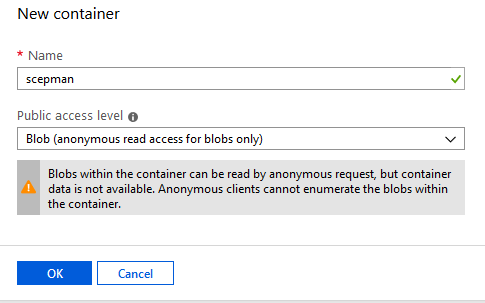 New container
* Name
scepman
Public access level
Blob (anonymous read access for blobs only)
Blobs within the container can be read by anonymous request, but container
data is not available. Anonymous clients cannot enumerate the blobs within
the container.
OK Cancel